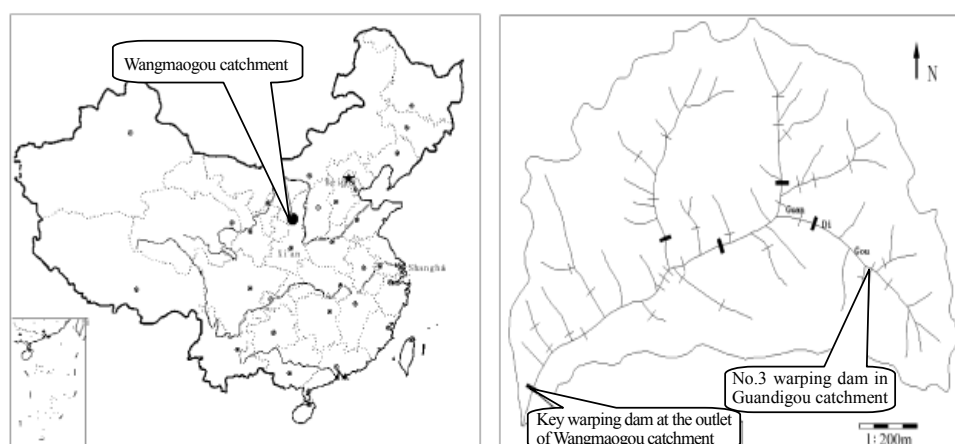 Wangmaogou catchment
Xi'an
Shanghai
N
Guan
Di
Gou
No.3 warping dam in
Guandigou catchment
Key warping dam at the outlet
of Wangmaogou catchment
1:200m